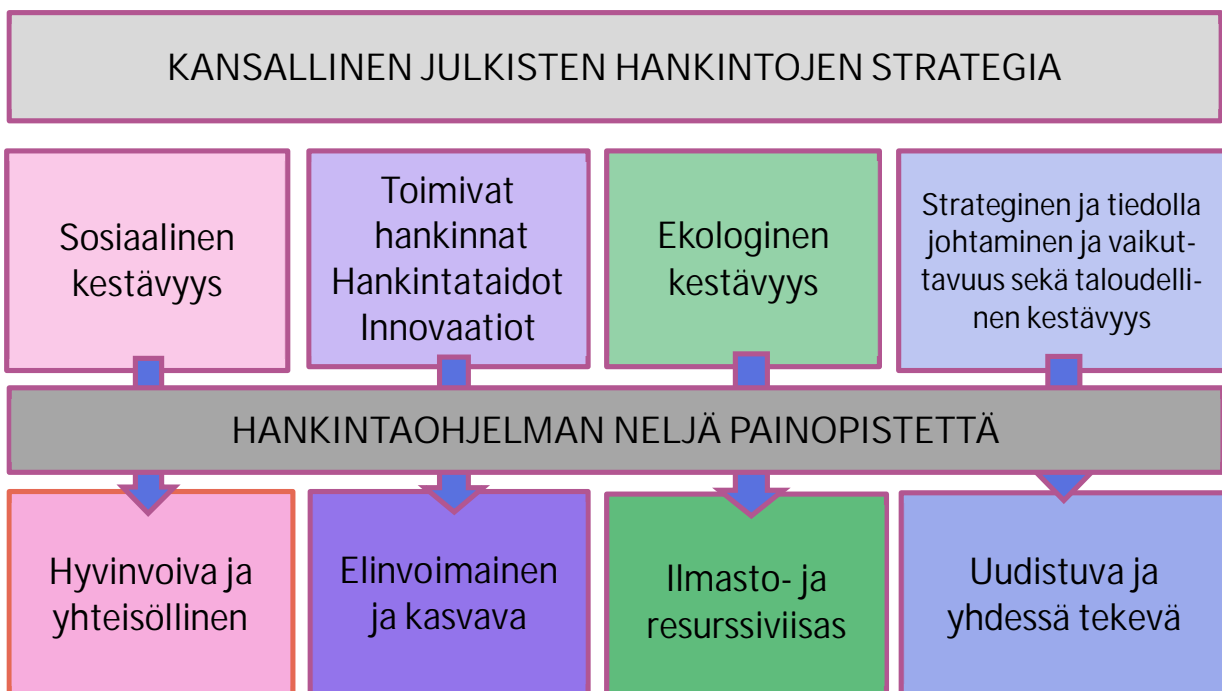 KANSALLINEN JULKISTEN HANKINTOJEN STRATEGIA
Sosiaalinen
kestävyys
Toimivat
hankinnat
Hankintataidot
Innovaatiot
Ekologinen
kestävyys
Strateginen ja tiedolla
johtaminen ja vaikut-
tavuus sekä taloudelli-
nen kestävyys
HANKINTAOHJELMAN NELJÄ PAINOPISTETTÄ
Hyvinvoiva ja
yhteisöllinen
Elinvoimainen
ja kasvava
Ilmasto- ja
resurssiviisas
Uudistuva ja
yhdessä tekevä